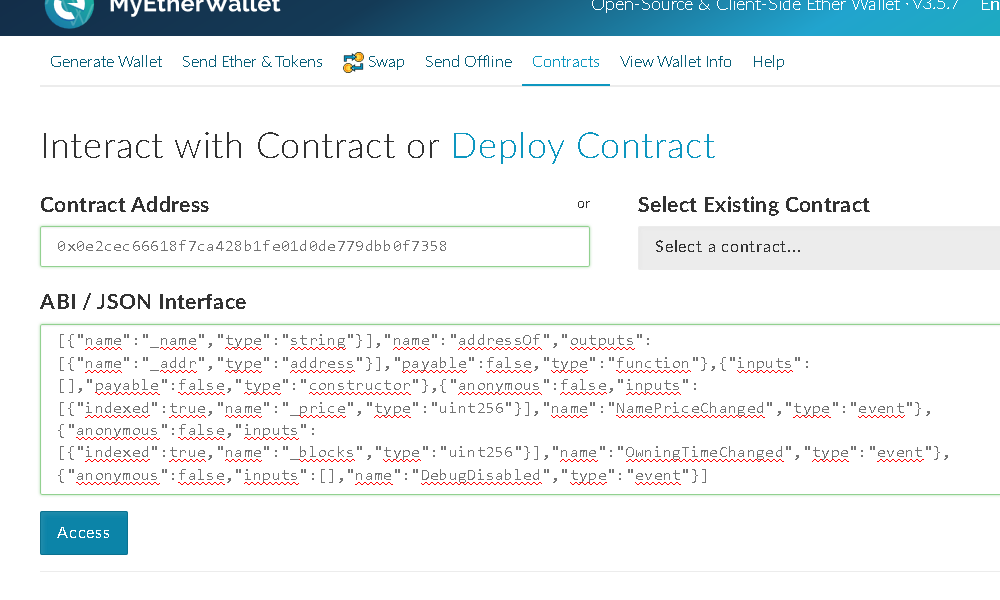 MyEtherWallet
Open-Source & Client-Side Ether Wallet · v3.5.7 En
Generate Wallet Send Ether & Tokens Swap Send Offline Contracts View Wallet Info Help
Interact with Contract or Deploy Contract
Contract Address or Select Existing Contract
0x0e2cec66618f7ca428b1fe01d0de779dbb0f7358 Select a contract...
ABI / JSON Interface
[{"name":"_name","type":"string"}],"name":"addressOf","outputs":
[{"name":"_addr","type":"address"}],"payable":false,"type":"function"},{"inputs":
[],"payable":false,"type":"constructor"},{"anonymous":false,"inputs":
[{"indexed":true,"name":"_price","type":"uint256"}],"name":"NamePriceChanged","type":"event"},
{"anonymous":false,"inputs":
[{"indexed":true,"name":"_blocks","type":"uint256"}],"name":"OwningTimeChanged","type":"event"},
{"anonymous":false,"inputs":[],"name":"DebugDisabled","type":"event"}]
Access